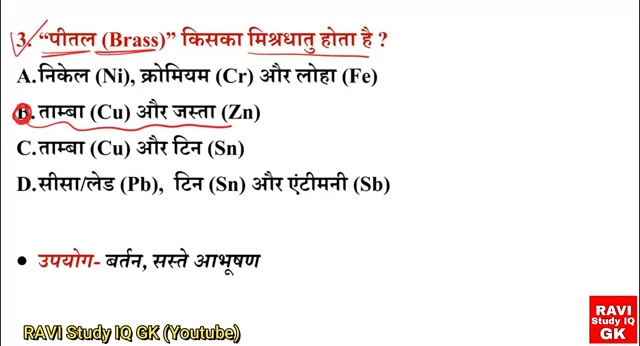 3. “पीतल (Brass)” किसका मिश्रधातु होता है ?
A. निकेल (Ni), क्रोमियम (Cr) और लोहा (Fe)
B. ताम्बा (Cu) और जस्ता (Zn)
C. ताम्बा (Cu) और टिन (Sn)
D. सीसा/लेड (Pb), टिन (Sn) और एंटीमनी (Sb)
• उपयोग- बर्तन, सस्ते आभूषण
RAVI Study IQ GK (Youtube)
RAVI
Study IQ
GK